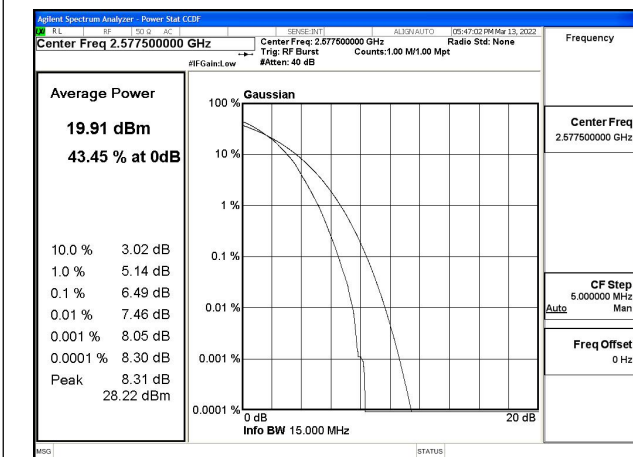 Agilent Spectrum Analyzer - Power Stat CCDF
RL RF 50 Ω AC SENSE:INT ALIGN AUTO 05:47:02 PM Mar 13, 2022
Center Freq 2.577500000 GHz
Center Freq: 2.577500000 GHz Radio Std: None
Trig: RF Burst Counts:1.00 M/1.00 Mpt
#IFGain:Low #Atten: 40 dB
Frequency
Average Power
19.91 dBm
43.45 % at 0dB
10.0 % 3.02 dB
1.0 % 5.14 dB
0.1 % 6.49 dB
0.01 % 7.46 dB
0.001 % 8.05 dB
0.0001 % 8.30 dB
Peak 8.31 dB
28.22 dBm
Gaussian
100 %
10 %
1 %
0.1 %
0.01 %
0.001 %
0.0001 %
0 dB 20 dB
Info BW 15.000 MHz
Center Freq
2.577500000 GHz
CF Step
5.000000 MHz
Auto Man
Freq Offset
0 Hz
MSG STATUS